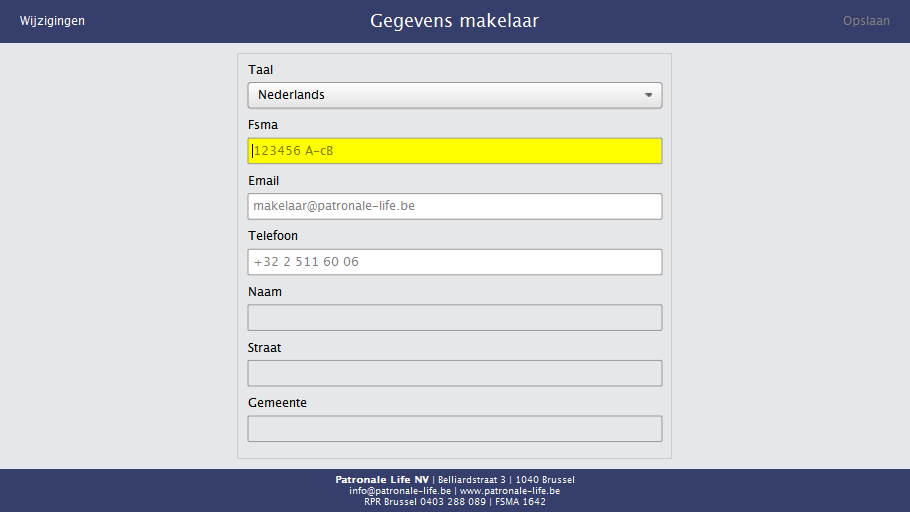 Wijzigingen
Gegevens makelaar
Opslaan
Taal
Nederlands
Fsma
123456 A-cB
Email
makelaar@patronale-life.be
Telefoon
+32 2 511 60 06
Naam
Straat
Gemeente
Patronale Life NV | Belliardstraat 3 | 1040 Brussel
info@patronale-life.be | www.patronale-life.be
RPR Brussel 0403 288 089 | FSMA 1642